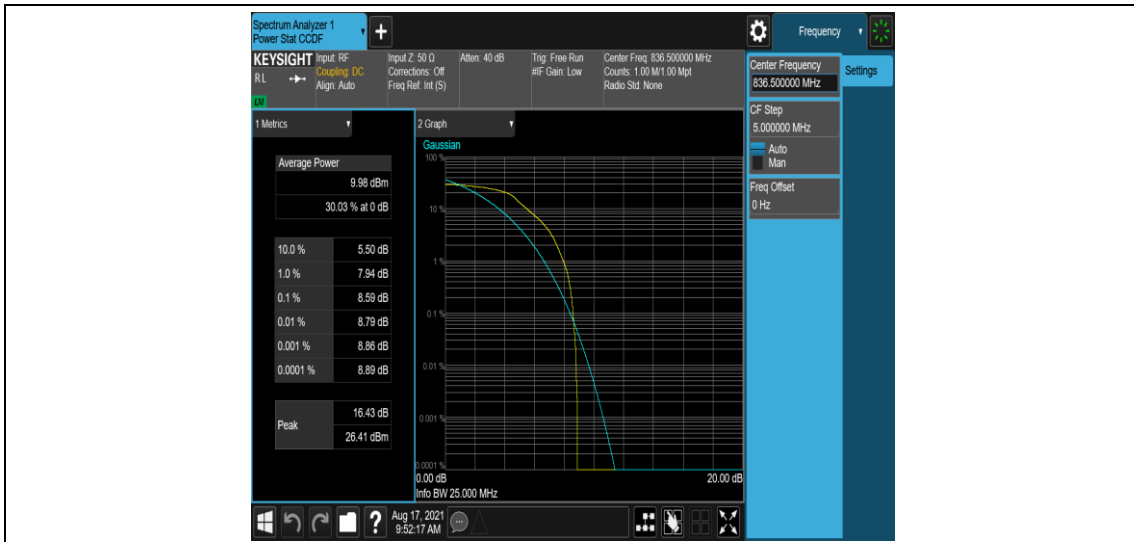 Spectrum Analyzer 1
Power Stat CCDF
+
Frequency
KEYSIGHT
RL
LM
Input: RF
Coupling: DC
Align: Auto
Input Z: 50 Ω
Corrections: Off
Freq Ref: Int (S)
Atten: 40 dB
Trig: Free Run
#IF Gain: Low
Center Freq: 836.500000 MHz
Counts: 1.00 M/1.00 Mpt
Radio Std: None
Center Frequency
836.500000 MHz
Settings
CF Step
5.000000 MHz
Auto
Man
Freq Offset
0 Hz
1 Metrics
Average Power
9.98 dBm
30.03 % at 0 dB
10.0 % 5.50 dB
1.0 % 7.94 dB
0.1 % 8.59 dB
0.01 % 8.79 dB
0.001 % 8.86 dB
0.0001 % 8.89 dB
Peak
16.43 dB
26.41 dBm
2 Graph
Gaussian
100 %
10 %
1 %
0.1 %
0.01 %
0.001 %
0.0001 %
0.00 dB
20.00 dB
Info BW 25.000 MHz
?
Aug 17, 2021
9:52:17 AM